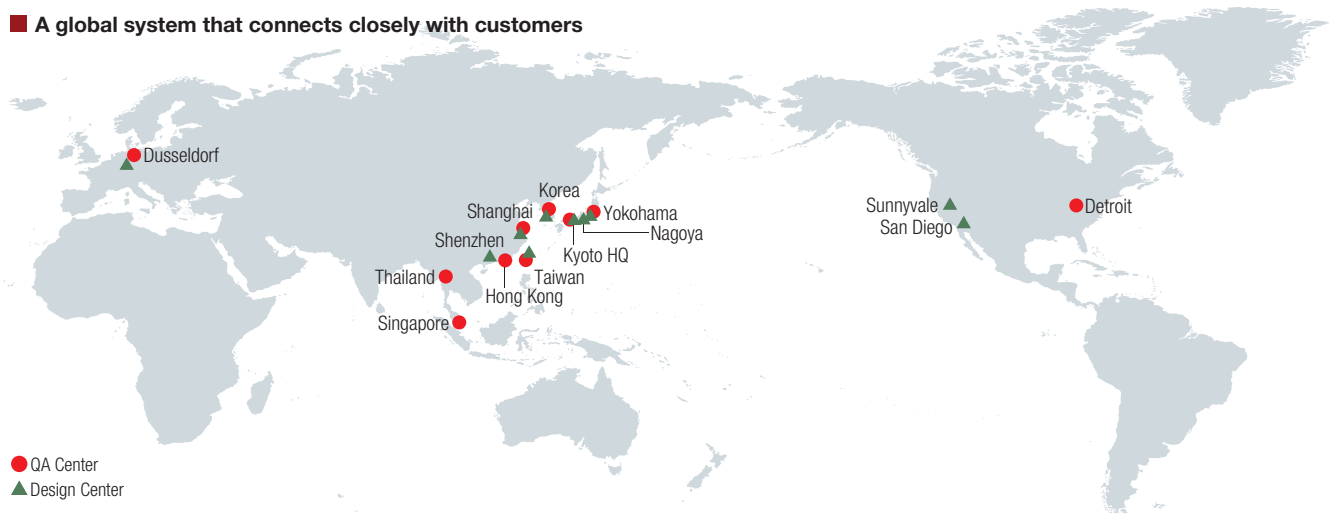 A global system that connects closely with customers
Dusseldorf
Korea
Shanghai
Yokohama
Nagoya
Shenzhen
Kyoto HQ
Thailand
Taiwan
Hong Kong
Singapore
Sunnyvale
San Diego
Detroit
QA Center
Design Center